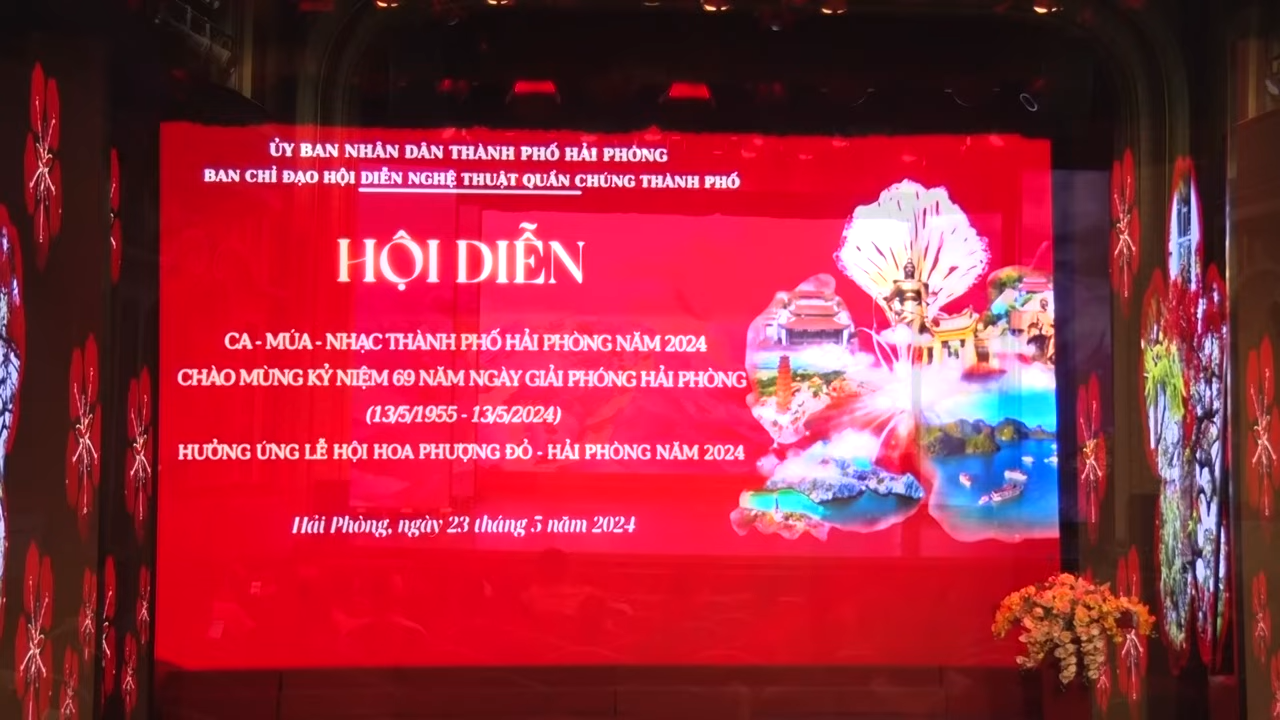 ỦY BAN NHÂN DÂN THÀNH PHỐ HẢI PHÒNG
BAN CHỈ ĐẠO HỘI DIỄN NGHỆ THUẬT QUẦN CHÚNG THÀNH PHỐ
HỘI DIỄN
CA - MÚA - NHẠC THÀNH PHỐ HẢI PHÒNG NĂM 2024
CHÀO MỪNG KỶ NIỆM 69 NĂM NGÀY GIẢI PHÓNG HẢI PHÒNG
(13/5/1955 - 13/5/2024)
HƯỞNG ỨNG LỄ HỘI HOA PHƯỢNG ĐỎ - HẢI PHÒNG NĂM 2024
Hải Phòng, ngày 23 tháng 5 năm 2024